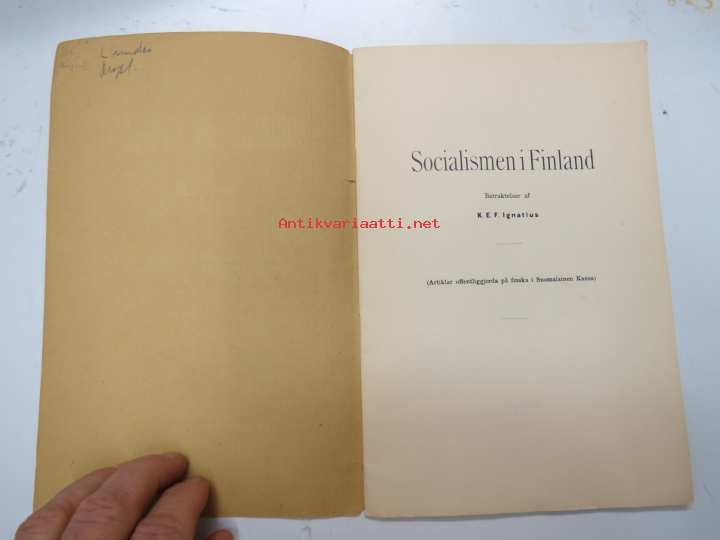 Socialismen i Finland
Betraktelser af
K. E. F. Ignatius
(Artiklar offentliggjorda på finska i Suomalainen Kansa)
Antikvariaatti.net